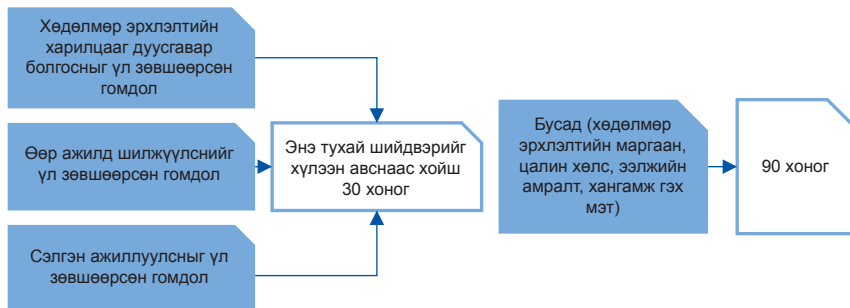 Хөдөлмөр эрхлэлтийн
харилцааг дуусгавар
болгосныг үл зөвшөөрсөн
гомдол
Өөр ажилд шилжүүлснийг
үл зөвшөөрсөн гомдол
Сэлгэн ажиллуулсныг үл
зөвшөөрсөн гомдол
Энэ тухай шийдвэрийг
хүлээн авснаас хойш
30 хоног
Бусад (хөдөлмөр
эрхлэлтийн маргаан,
цалин хөлс, ээлжийн
амралт, хангамж гэх
мэт)
90 хоног